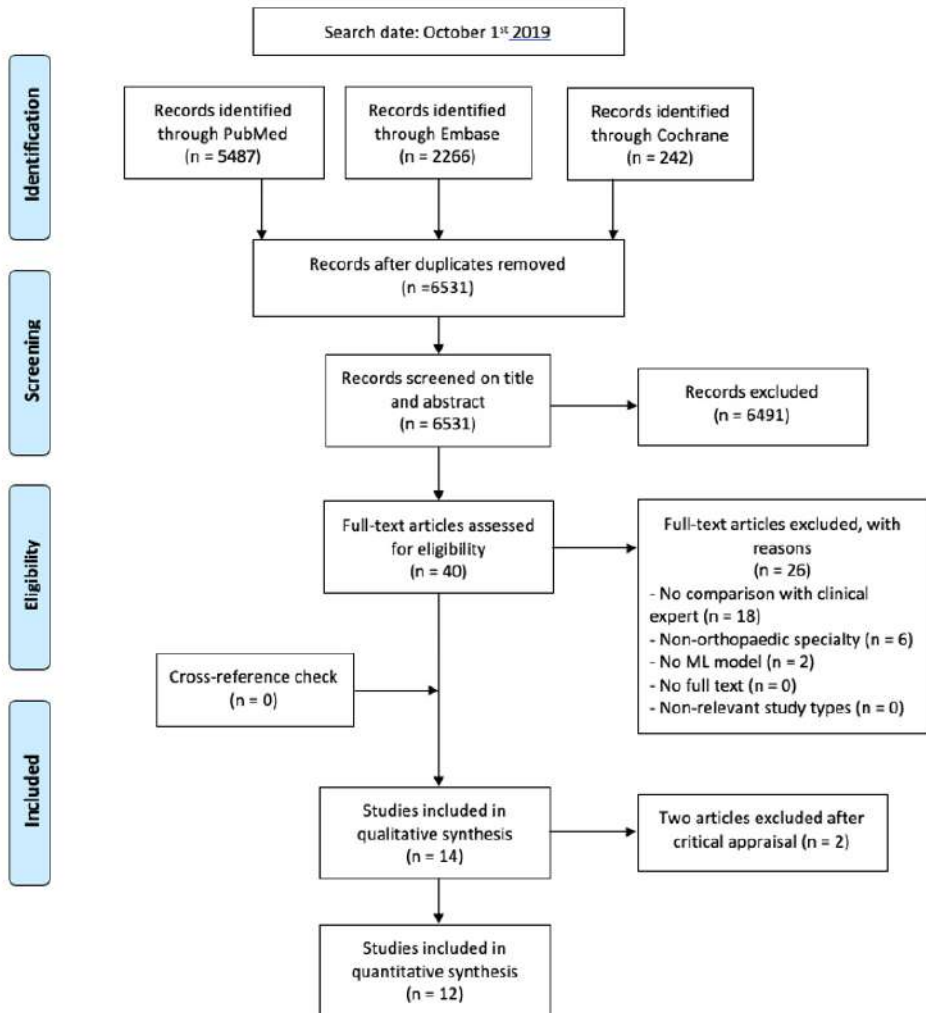 Search date: October 1st 2019
Identification
Records identified
through PubMed
(n = 5487)
Records identified
through Embase
(n = 2266)
Records identified
through Cochrane
(n = 242)
Records after duplicates removed
(n =6531)
Screening
Records screened on title
and abstract
(n = 6531)
Records excluded
(n = 6491)
Eligibility
Full-text articles assessed
for eligibility
(n = 40)
Full-text articles excluded, with
reasons
(n = 26)
- No comparison with clinical
expert (n = 18)
- Non-orthopaedic specialty (n = 6)
- No ML model (n = 2)
- No full text (n = 0)
- Non-relevant study types (n = 0)
Cross-reference check
(n = 0)
Included
Studies included in
qualitative synthesis
(n = 14)
Two articles excluded after
critical appraisal (n = 2)
Studies included in
quantitative synthesis
(n = 12)